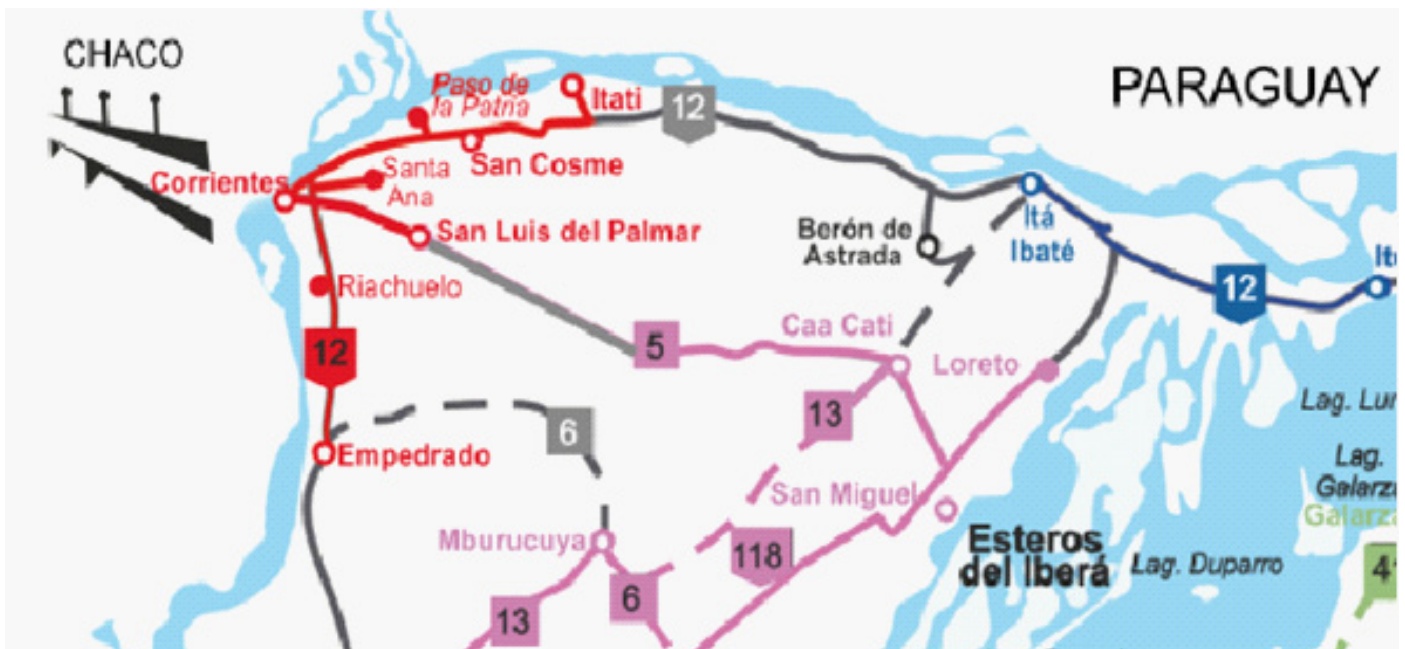 CHACO
PARAGUAY
Paso de
la Patria
Itati
12
San Cosme
Santa
Ana
Corrientes
San Luis del Palmar
Berón de
Astrada
Itá
Ibaté
12
Riachuelo
12
5
Caa Cati
Loreto
13
6
Empedrado
Lag.
Lag.
San Miguel
Mburucuya
118
Esteros
del Iberá
Lag. Duparro
13
6